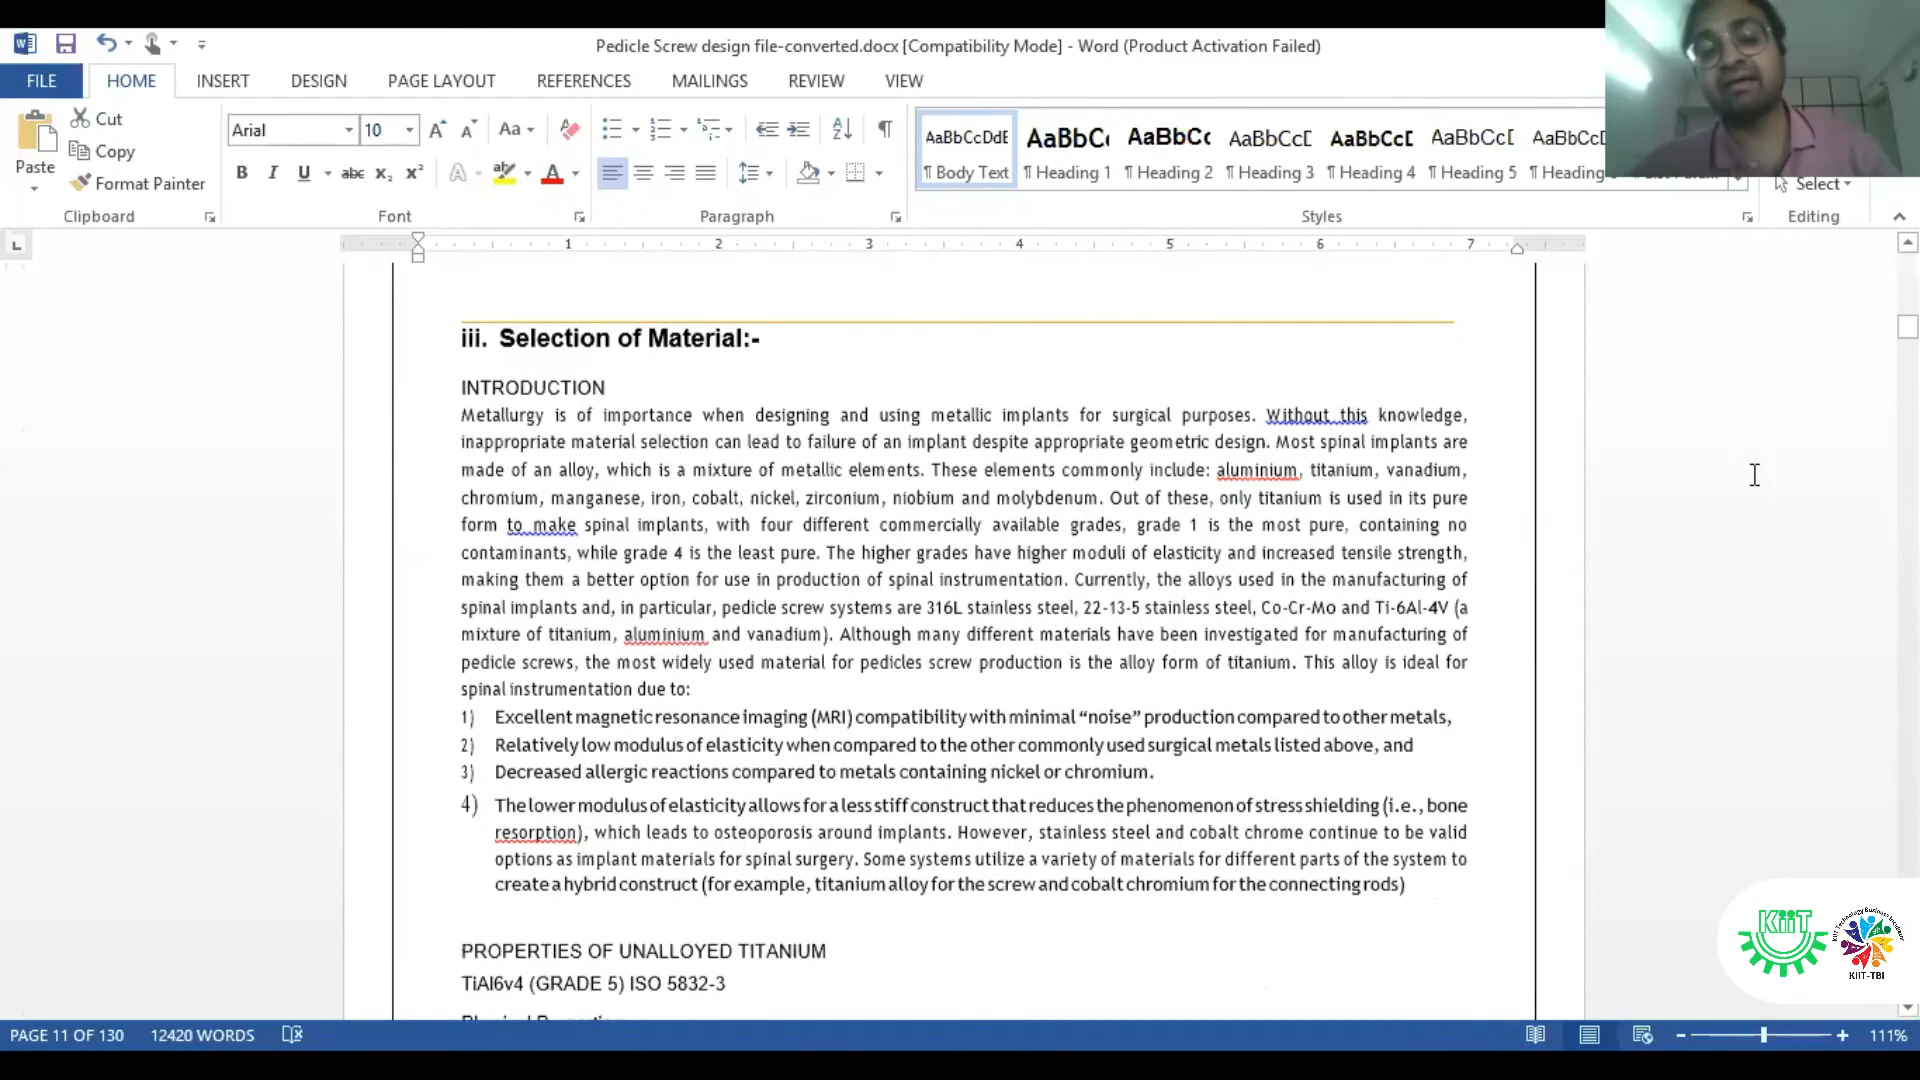 Pedicle Screw design file-converted.docx [Compatibility Mode] - Word (Product Activation Failed)
FILE HOME INSERT DESIGN PAGE LAYOUT REFERENCES MAILINGS REVIEW VIEW
Paste
Cut
Copy
Format Painter
Clipboard
Arial 10
Font
Paragraph
AaBbCcDdE AaBbCc AaBbCc AaBbCcD AaBbCcD AaBbCcD AaBbCcD
¶ Body Text ¶ Heading 1 ¶ Heading 2 ¶ Heading 3 ¶ Heading 4 ¶ Heading 5 ¶ Heading
Styles
Select
Editing
1 2 3 4 5 6 7
iii. Selection of Material:-
INTRODUCTION
Metallurgy is of importance when designing and using metallic implants for surgical purposes. Without this knowledge,
inappropriate material selection can lead to failure of an implant despite appropriate geometric design. Most spinal implants are
made of an alloy, which is a mixture of metallic elements. These elements commonly include: aluminium, titanium, vanadium,
chromium, manganese, iron, cobalt, nickel, zirconium, niobium and molybdenum. Out of these, only titanium is used in its pure
form to make spinal implants, with four different commercially available grades, grade 1 is the most pure, containing no
contaminants, while grade 4 is the least pure. The higher grades have higher moduli of elasticity and increased tensile strength,
making them a better option for use in production of spinal instrumentation. Currently, the alloys used in the manufacturing of
spinal implants and, in particular, pedicle screw systems are 316L stainless steel, 22-13-5 stainless steel, Co-Cr-Mo and Ti-6Al-4V (a
mixture of titanium, aluminium and vanadium). Although many different materials have been investigated for manufacturing of
pedicle screws, the most widely used material for pedicles screw production is the alloy form of titanium. This alloy is ideal for
spinal instrumentation due to:
1) Excellent magnetic resonance imaging (MRI) compatibility with minimal “noise” production compared to other metals,
2) Relatively low modulus of elasticity when compared to the other commonly used surgical metals listed above, and
3) Decreased allergic reactions compared to metals containing nickel or chromium.
4) The lower modulus of elasticity allows for a less stiff construct that reduces the phenomenon of stress shielding (i.e., bone
resorption), which leads to osteoporosis around implants. However, stainless steel and cobalt chrome continue to be valid
options as implant materials for spinal surgery. Some systems utilize a variety of materials for different parts of the system to
create a hybrid construct (for example, titanium alloy for the screw and cobalt chromium for the connecting rods)
PROPERTIES OF UNALLOYED TITANIUM
TiAl6v4 (GRADE 5) ISO 5832-3
KiiT
KIIT Technology Business Incubator
KIIT-TBI
PAGE 11 OF 130 12420 WORDS 111%